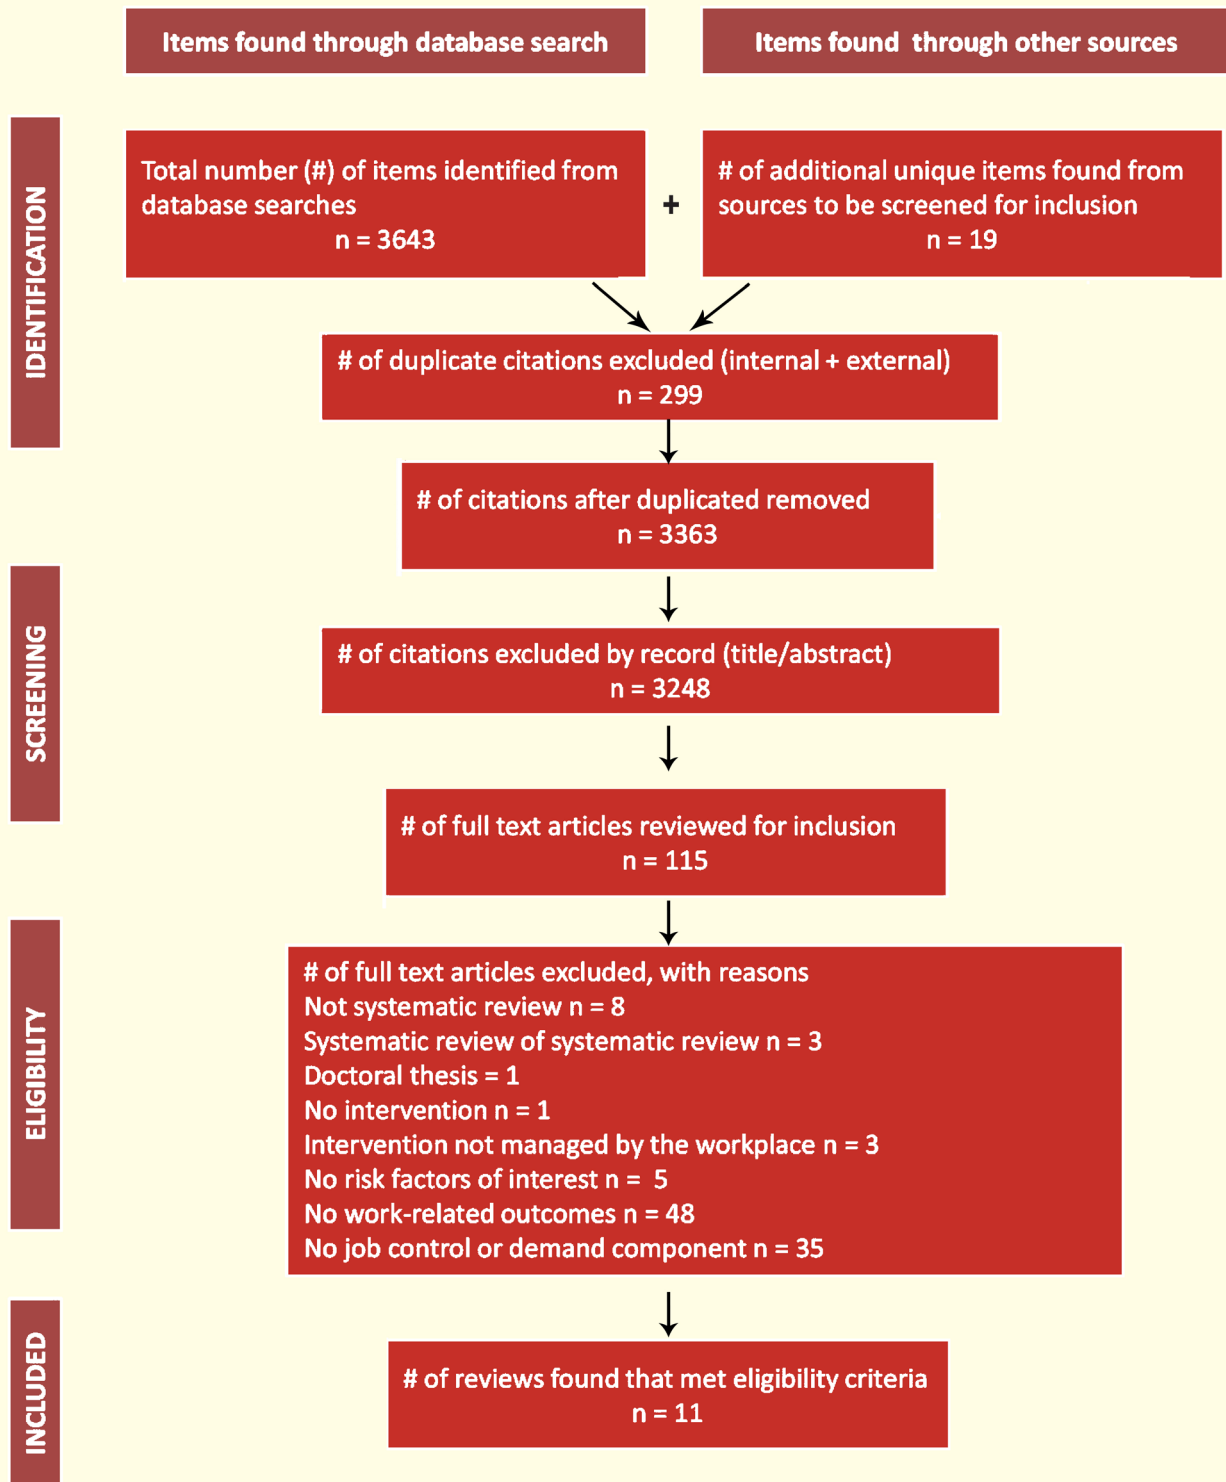 Items found through database search
Items found  through other sources
IDENTIFICATION
Total number (#) of items identified from
database searches
n = 3643
+
# of additional unique items found from
sources to be screened for inclusion
n = 19
# of duplicate citations excluded (internal + external)
n = 299
# of citations after duplicated removed
n = 3363
SCREENING
# of citations excluded by record (title/abstract)
n = 3248
# of full text articles reviewed for inclusion
n = 115
ELIGIBILITY
# of full text articles excluded, with reasons
Not systematic review n = 8
Systematic review of systematic review n = 3
Doctoral thesis = 1
No intervention n = 1
Intervention not managed by the workplace n = 3
No risk factors of interest n =  5
No work-related outcomes n = 48
No job control or demand component n = 35
INCLUDED
# of reviews found that met eligibility criteria
n = 11